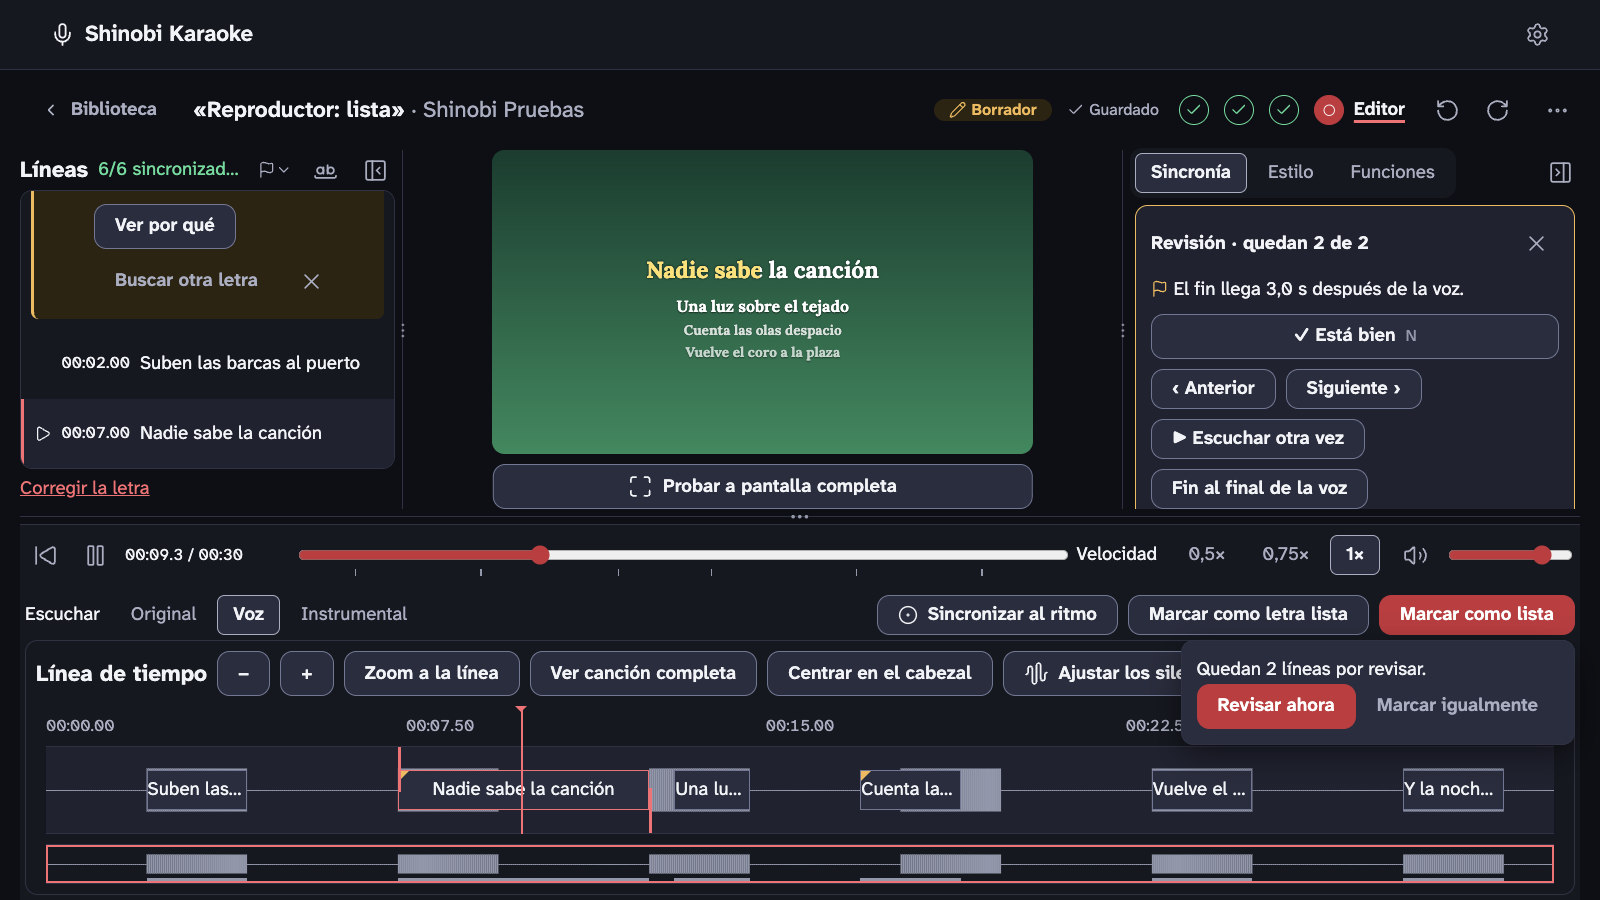 Shinobi Karaoke
Biblioteca
«Reproductor: lista» · Shinobi Pruebas
Borrador
Guardado
Editor
Líneas 6/6 sincronizad...
ab
Ver por qué
Buscar otra letra
00:02.00 Suben las barcas al puerto
00:07.00 Nadie sabe la canción
Corregir la letra
Nadie sabe la canción
Una luz sobre el tejado
Cuenta las olas despacio
Vuelve el coro a la plaza
Probar a pantalla completa
Sincronía
Estilo
Funciones
Revisión · quedan 2 de 2
El fin llega 3,0 s después de la voz.
Está bien N
‹ Anterior
Siguiente ›
Escuchar otra vez
Fin al final de la voz
00:09.3 / 00:30
Velocidad
0,5×
0,75×
1×
Escuchar
Original
Voz
Instrumental
Sincronizar al ritmo
Marcar como letra lista
Marcar como lista
Línea de tiempo
−
+
Zoom a la línea
Ver canción completa
Centrar en el cabezal
Ajustar los sile
Quedan 2 líneas por revisar.
Revisar ahora
Marcar igualmente
00:00.00
00:07.50
00:15.00
00:22.5
Suben las...
Nadie sabe la canción
Una lu...
Cuenta la...
Vuelve el ...
Y la noch...